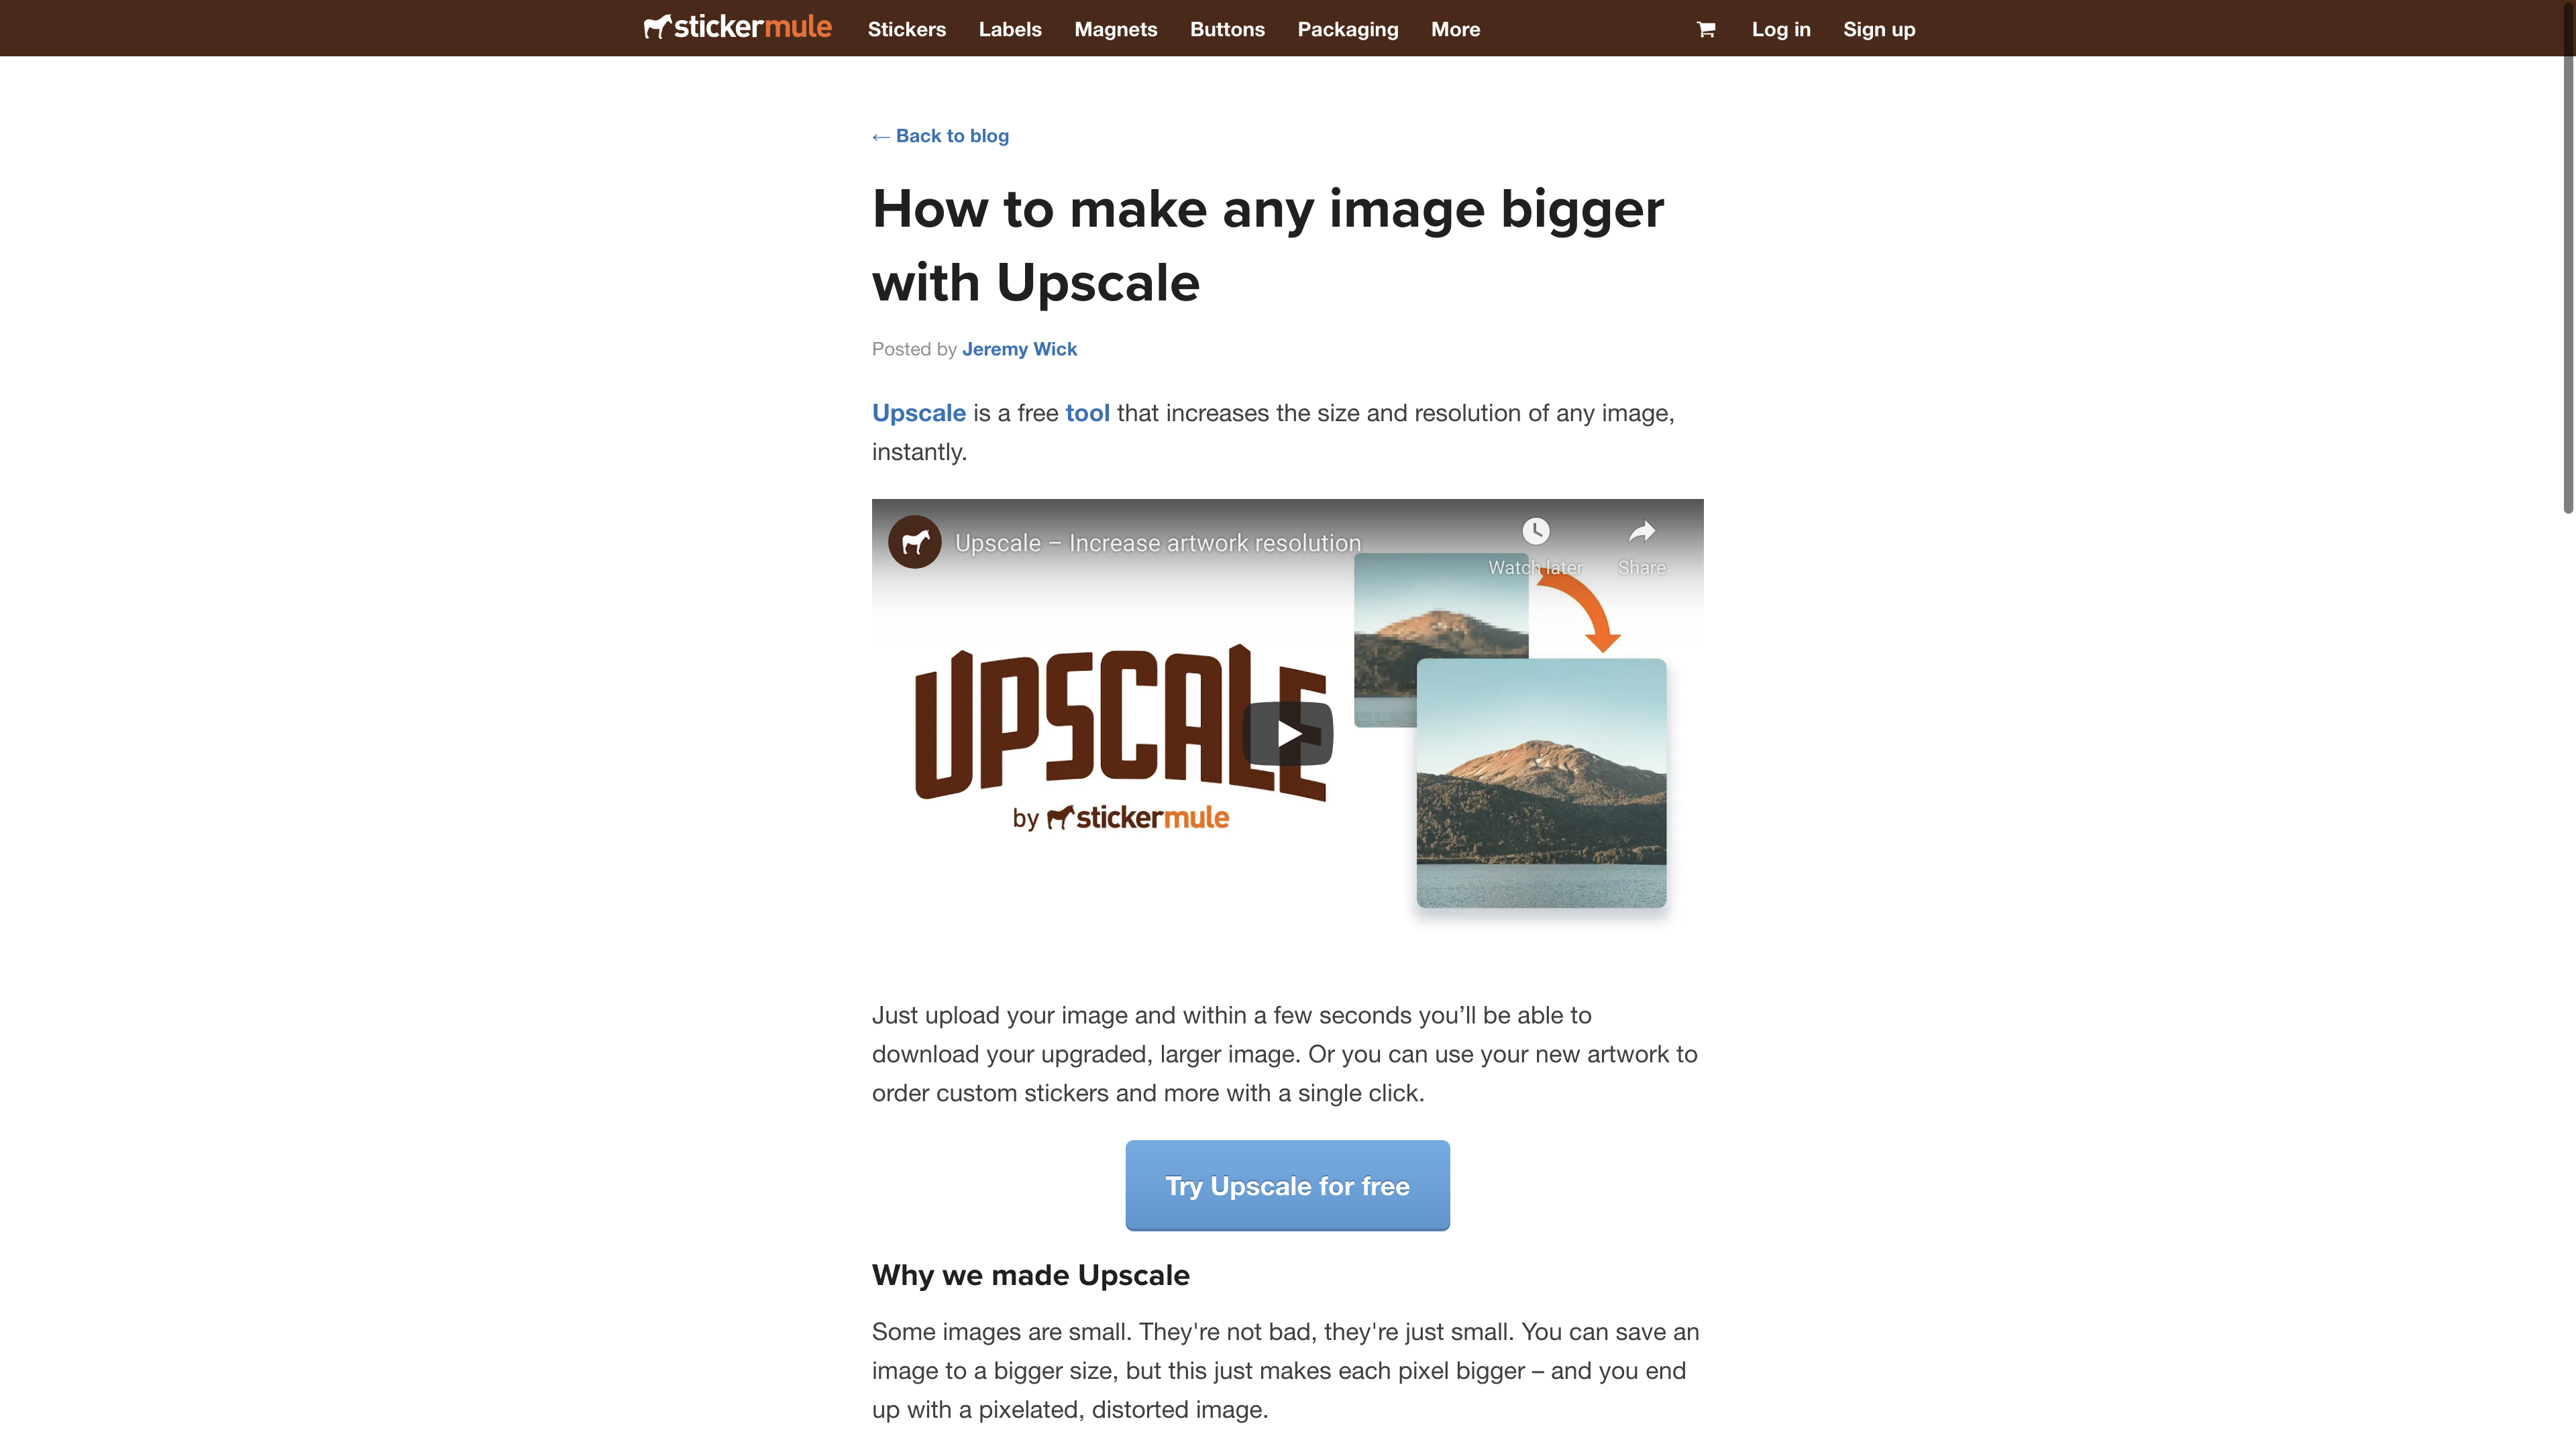 stickermule Stickers Labels Magnets Buttons Packaging More Log in Sign up
← Back to blog
How to make any image bigger
with Upscale
Posted by Jeremy Wick
Upscale is a free tool that increases the size and resolution of any image,
instantly.
Upscale – Increase artwork resolution
Watch later Share
UPSCALE
by stickermule
Just upload your image and within a few seconds you’ll be able to
download your upgraded, larger image. Or you can use your new artwork to
order custom stickers and more with a single click.
Try Upscale for free
Why we made Upscale
Some images are small. They're not bad, they're just small. You can save an
image to a bigger size, but this just makes each pixel bigger – and you end
up with a pixelated, distorted image.